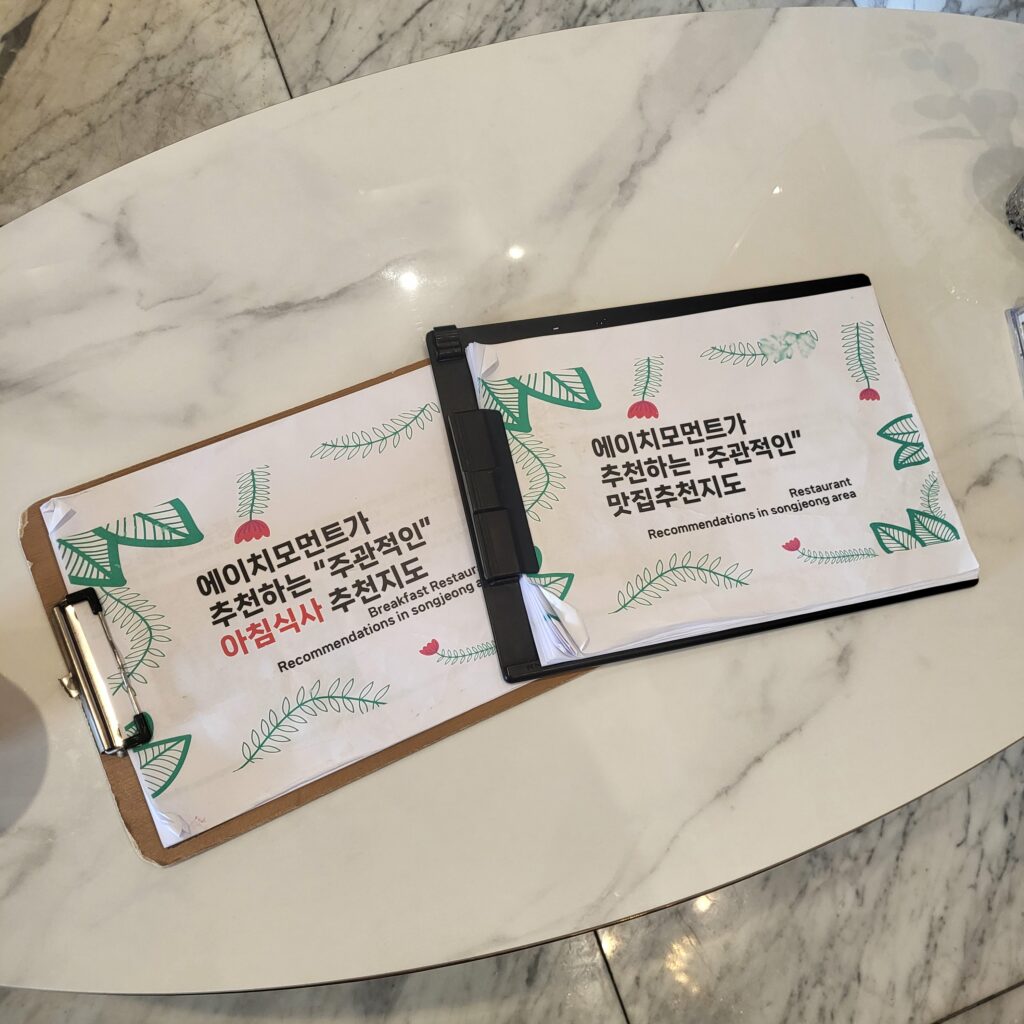 에이치모먼트가
추천하는 "주관적인"
아침식사 추천지도
Breakfast
Recommendations in songjeong
에이치모먼트가
추천하는 "주관적인"
맛집추천지도
Restaurant
Recommendations in songjeong area